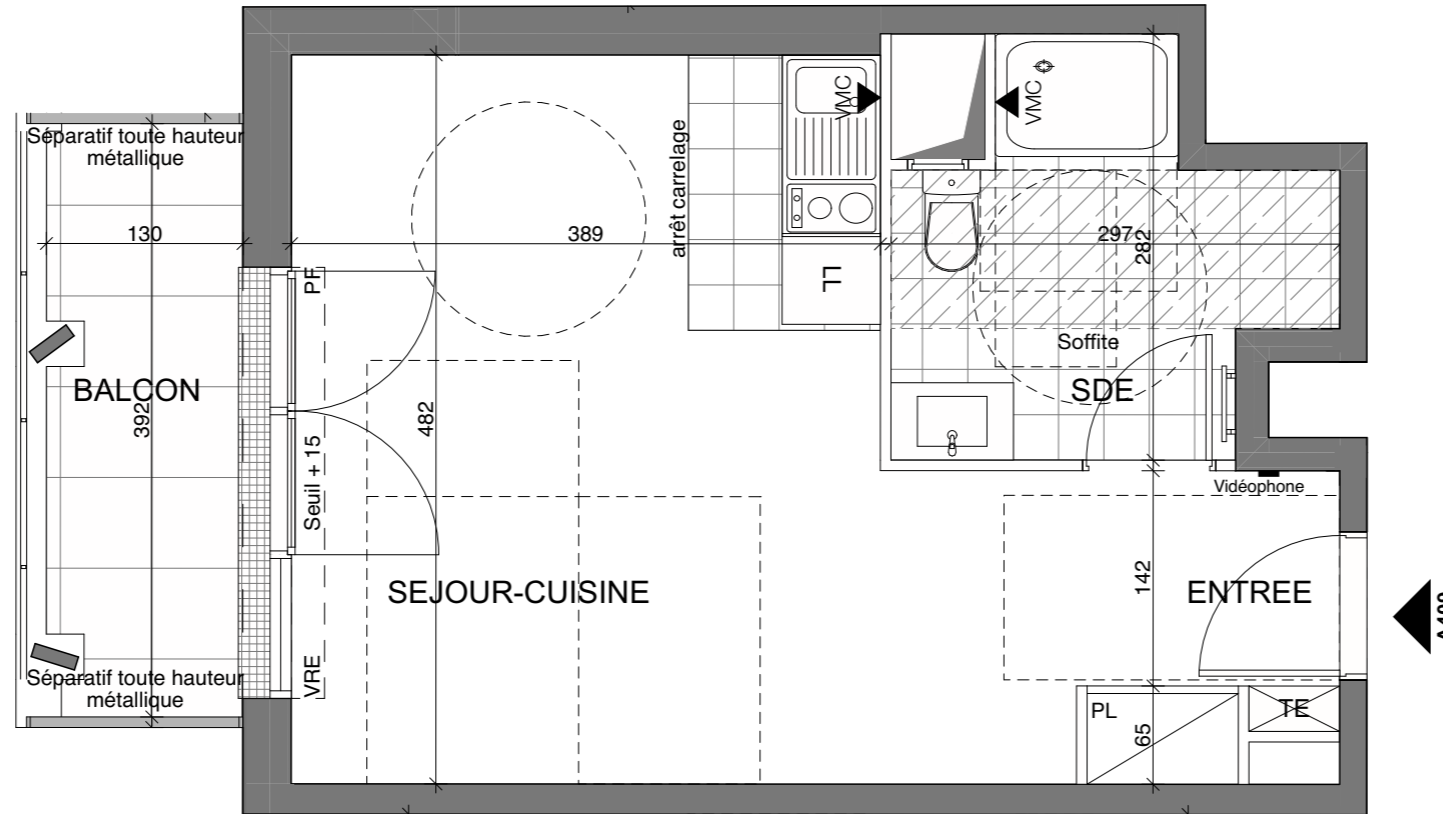 Séparatif toute hauteur
métallique
130
BALCON
392
Séparatif toute hauteur
métallique
PF
Seuil + 15
VRE
482
389
SEJOUR-CUISINE
arrêt carrelage
VMC
LL
VMC
297
282
Soffite
SDE
Vidéophone
142
ENTREE
PL
65
TE